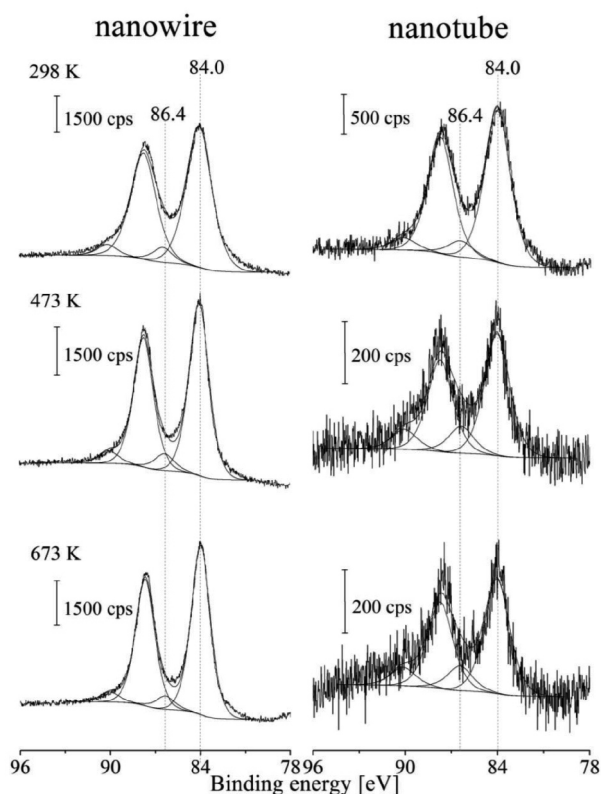 nanowire nanotube
298 K
86.4
84.0
1500 cps
86.4
84.0
500 cps
473 K
1500 cps
200 cps
673 K
1500 cps
200 cps
96 90 84 78 96 90 84 78
Binding energy [eV]